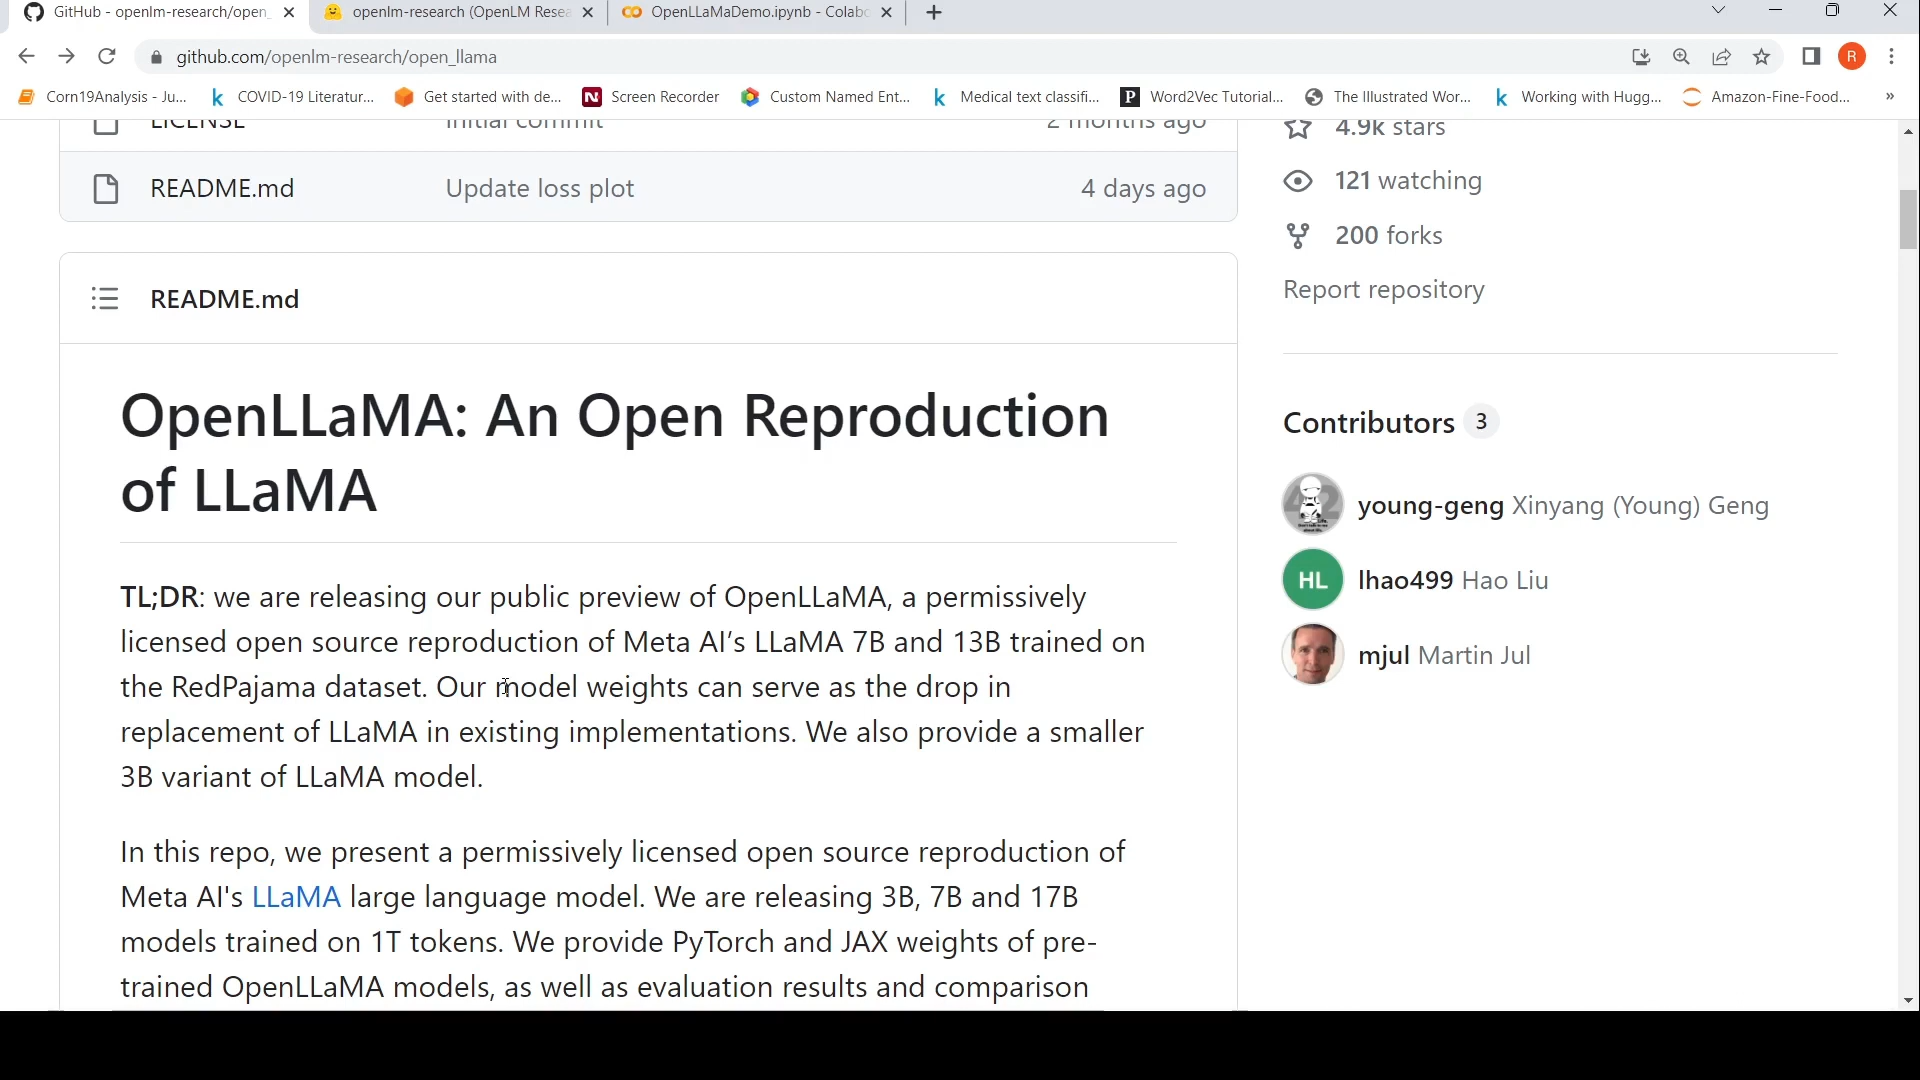 GitHub - openlm-research/open_
openlm-research (OpenLM Resea
OpenLLaMaDemo.ipynb - Colabo
github.com/openlm-research/open_llama
R
Corn19Analysis - Ju...
COVID-19 Literatur...
Get started with de...
Screen Recorder
Custom Named Ent...
Medical text classifi...
Word2Vec Tutorial...
The Illustrated Wor...
Working with Hugg...
Amazon-Fine-Food...
»
LICENSE
Initial commit
2 months ago
README.md
Update loss plot
4 days ago
README.md
OpenLLaMA: An Open Reproduction
of LLaMA
TL;DR: we are releasing our public preview of OpenLLaMA, a permissively
licensed open source reproduction of Meta AI’s LLaMA 7B and 13B trained on
the RedPajama dataset. Our model weights can serve as the drop in
replacement of LLaMA in existing implementations. We also provide a smaller
3B variant of LLaMA model.
In this repo, we present a permissively licensed open source reproduction of
Meta AI's LLaMA large language model. We are releasing 3B, 7B and 17B
models trained on 1T tokens. We provide PyTorch and JAX weights of pre-
trained OpenLLaMA models, as well as evaluation results and comparison
4.9k stars
121 watching
200 forks
Report repository
Contributors 3
young-geng Xinyang (Young) Geng
HL
lhao499 Hao Liu
mjul Martin Jul